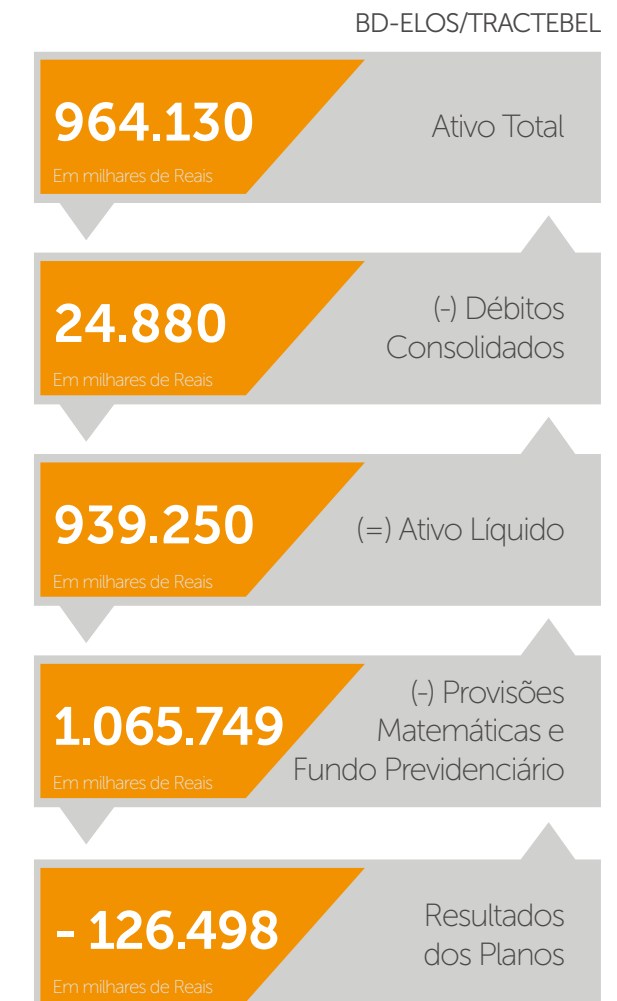 BD-ELOS/TRACTEBEL
964.130
Em milhares de Reais
Ativo Total
24.880
Em milhares de Reais
(-) Débitos
Consolidados
939.250
Em milhares de Reais
(=) Ativo Líquido
1.065.749
Em milhares de Reais
(-) Provisões
Matemáticas e
Fundo Previdenciário
- 126.498
Em milhares de Reais
Resultados
dos Planos